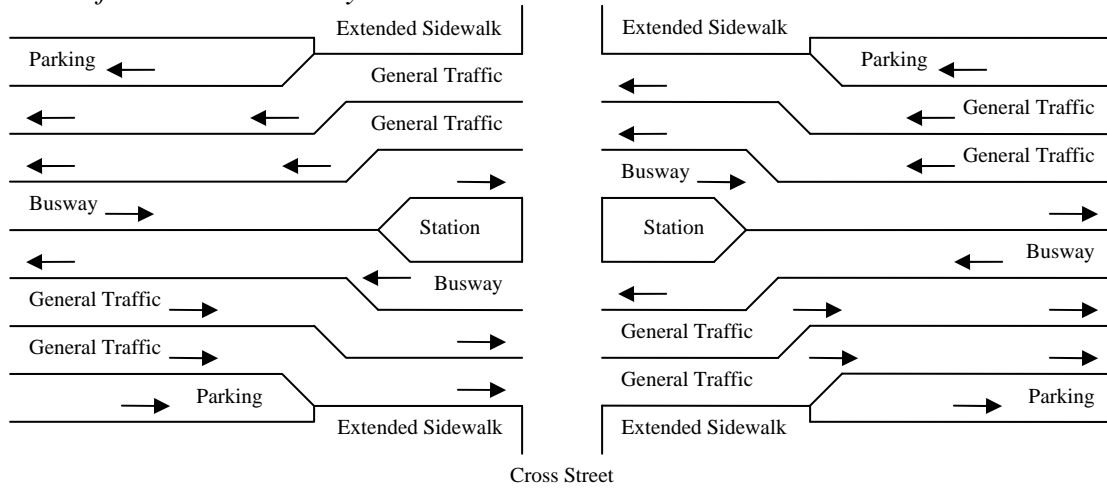 Extended Sidewalk
Extended Sidewalk
Parking
Parking
General Traffic
General Traffic
General Traffic
General Traffic
Busway
Busway
Station
Station
Busway
Busway
General Traffic
General Traffic
General Traffic
General Traffic
Parking
Parking
Extended Sidewalk
Extended Sidewalk
Cross Street